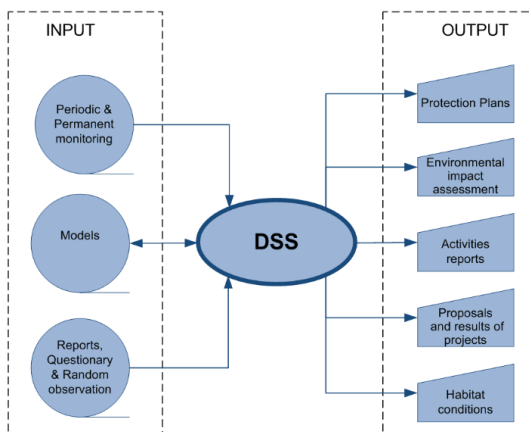 INPUT
OUTPUT
Periodic &
Permanent
monitoring
Models
Reports,
Questionary
& Random
observation
DSS
Protection Plans
Environmental
impact
assessment
Activities
reports
Proposals
and results of
projects
Habitat
conditions